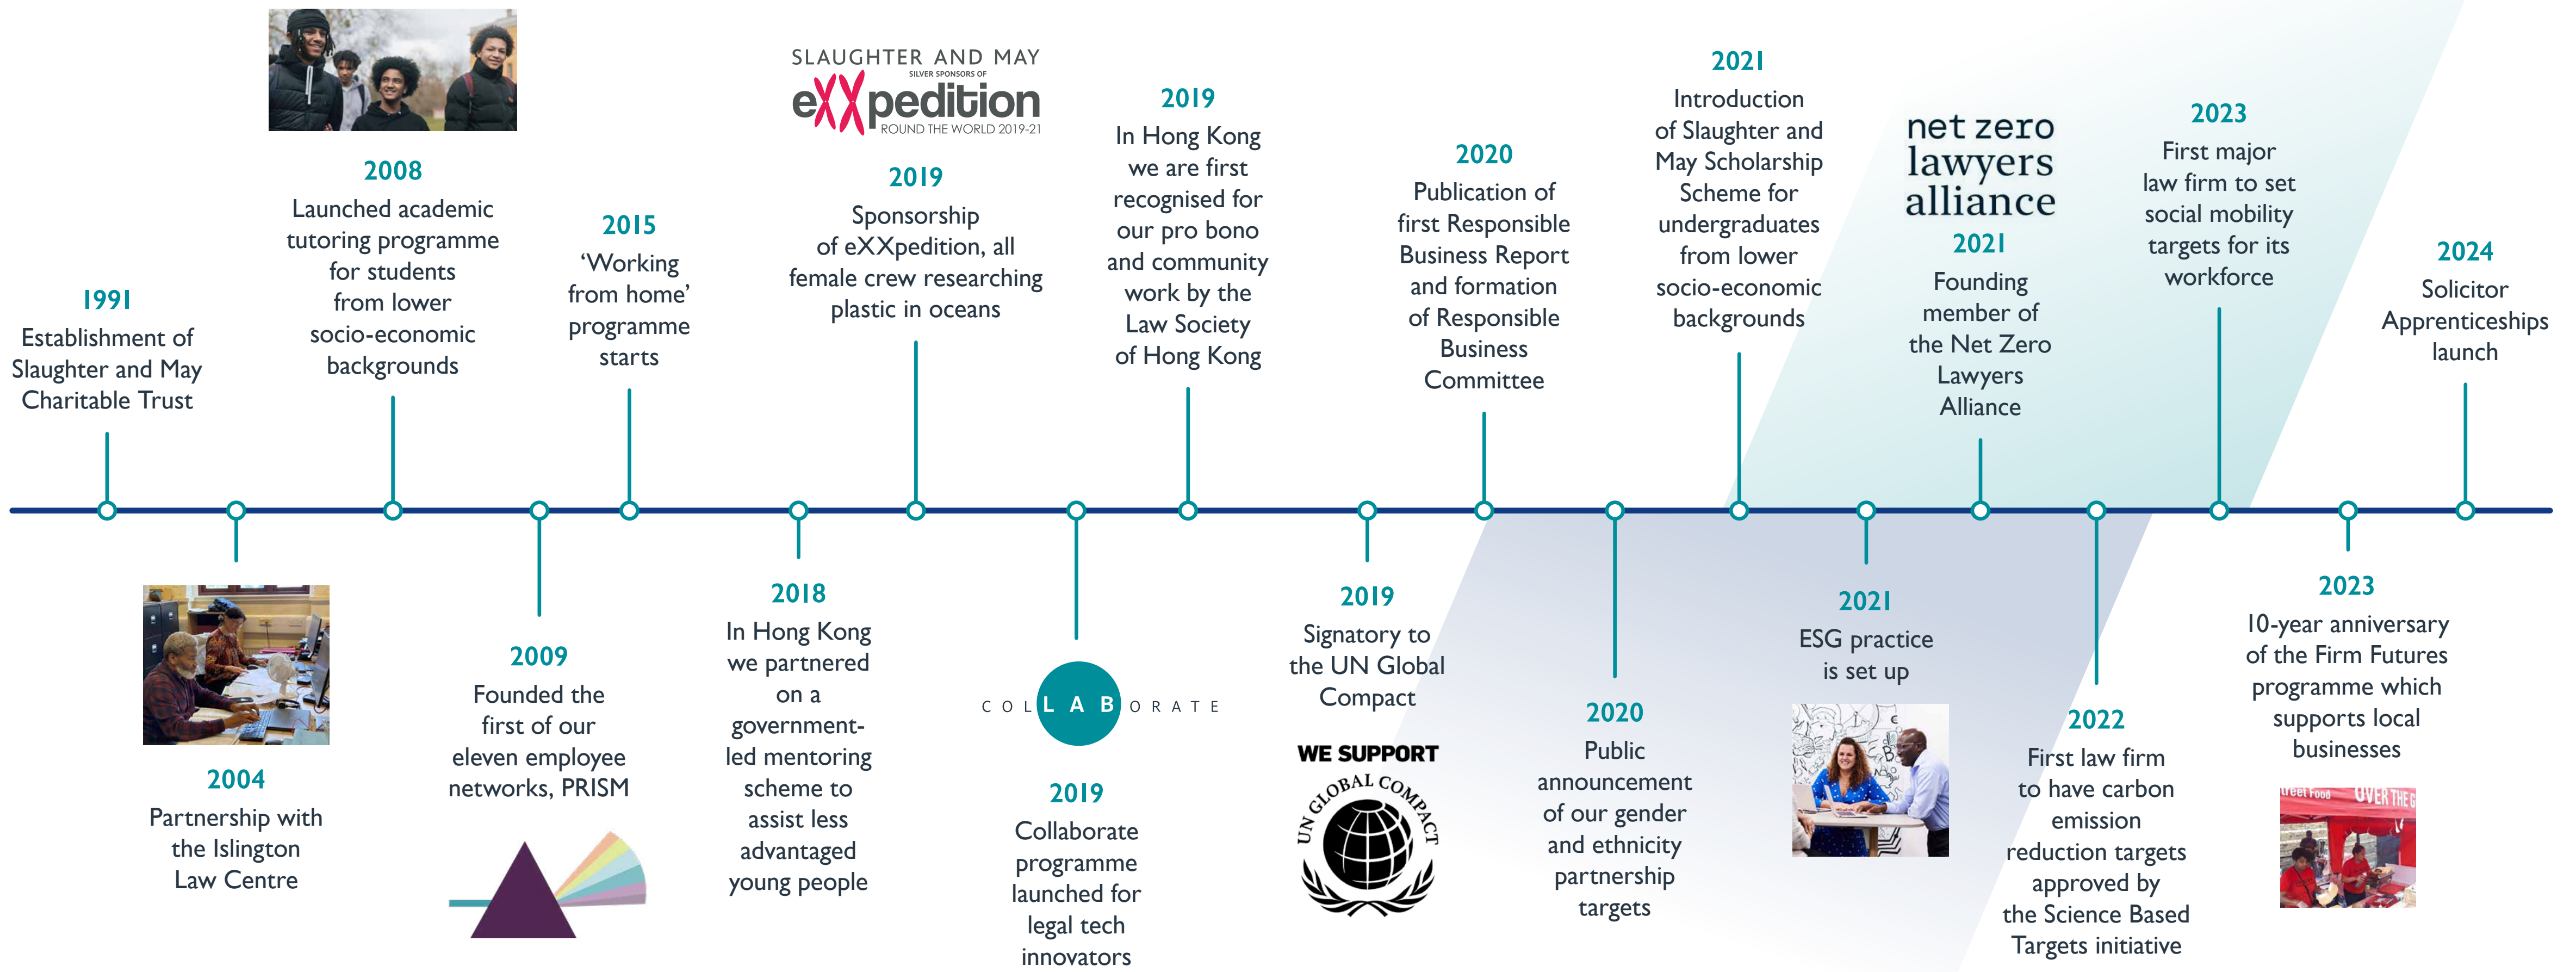 1991
Establishment of
Slaughter and May
Charitable Trust
2004
Partnership with
the Islington
Law Centre
2008
Launched academic
tutoring programme
for students
from lower
socio-economic
backgrounds
2009
Founded the
first of our
eleven employee
networks, PRISM
2015
‘Working
from home’
programme
starts
2018
In Hong Kong
we partnered
on a
government-
led mentoring
scheme to
assist less
advantaged
young people
SLAUGHTER AND MAY
SILVER SPONSORS OF
eXXpedition
ROUND THE WORLD 2019-21
2019
Sponsorship
of eXXpedition, all
female crew researching
plastic in oceans
COLLABORATE
2019
Collaborate
programme
launched for
legal tech
innovators
2019
In Hong Kong
we are first
recognised for
our pro bono
and community
work by the
Law Society
of Hong Kong
2019
Signatory to
the UN Global
Compact
WE SUPPORT
UN GLOBAL COMPACT
2020
Publication of
first Responsible
Business Report
and formation
of Responsible
Business
Committee
2020
Public
announcement
of our gender
and ethnicity
partnership
targets
2021
Introduction
of Slaughter and
May Scholarship
Scheme for
undergraduates
from lower
socio-economic
backgrounds
2021
ESG practice
is set up
net zero
lawyers
alliance
2021
Founding
member of
the Net Zero
Lawyers
Alliance
2022
First law firm
to have carbon
emission
reduction targets
approved by
the Science Based
Targets initiative
2023
First major
law firm to set
social mobility
targets for its
workforce
2023
10-year anniversary
of the Firm Futures
programme which
supports local
businesses
treet Food
OVER THE G
2024
Solicitor
Apprenticeships
launch